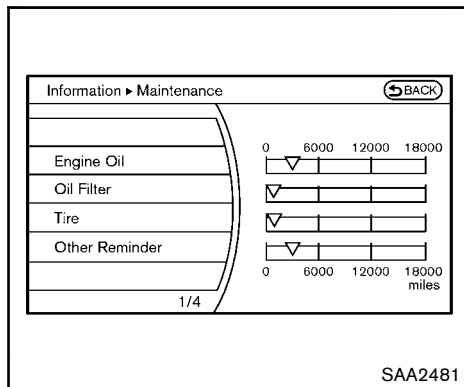 Information ▸ Maintenance
BACK
0 6000 12000 18000
Engine Oil
Oil Filter
Tire
Other Reminder
0 6000 12000 18000
miles
1/4
SAA2481